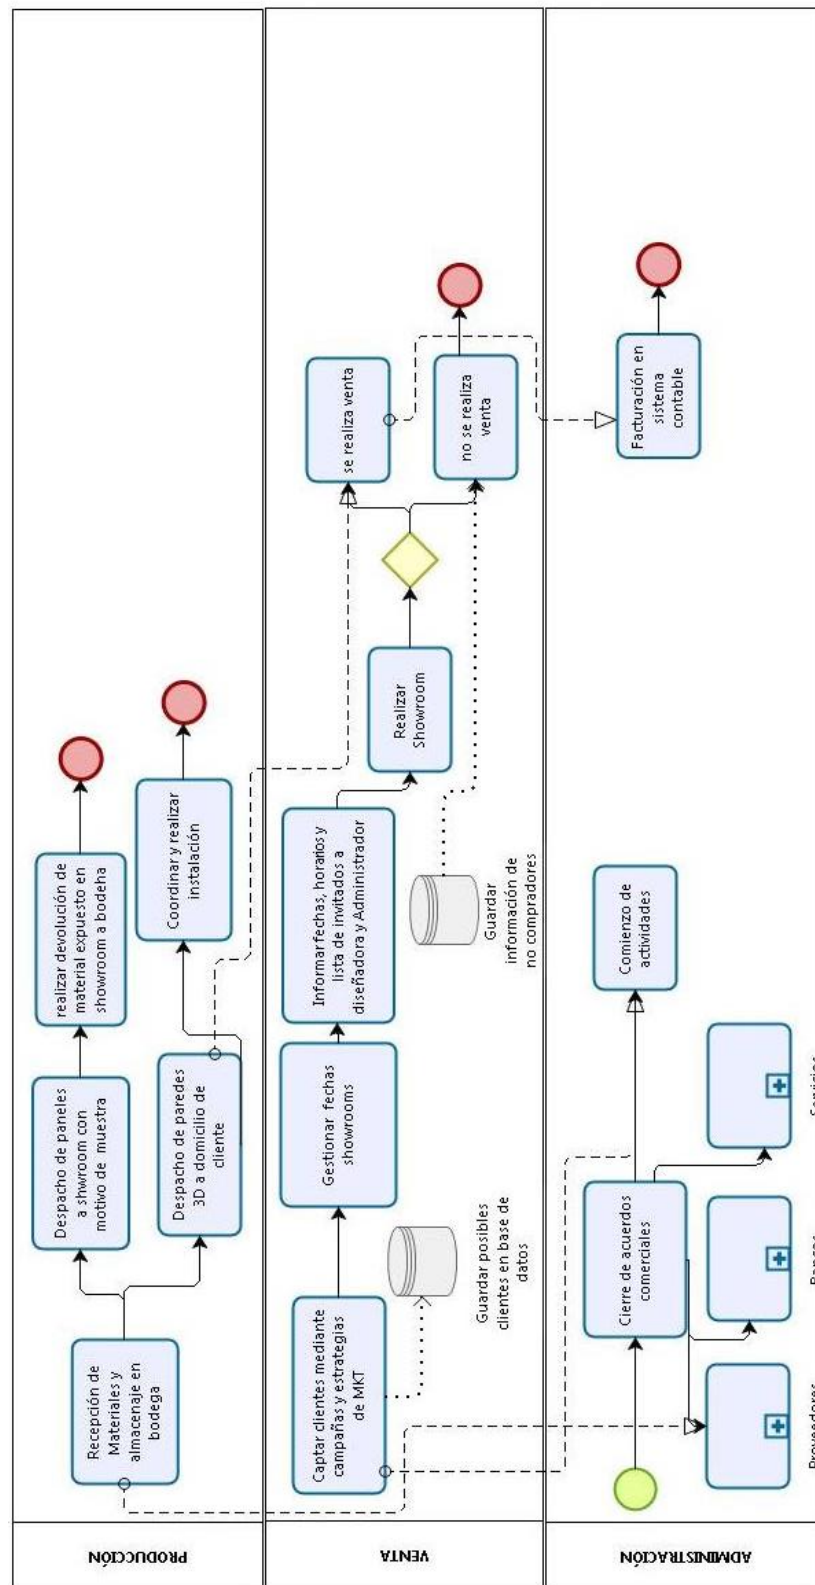 PRODUCCIÓN
Recepción de
Materiales y
almacenaje en
bodega
Despacho de paneles
a shwroom con
motivo de muestra
realizar devolución de
material expuesto en
showroom a bodeha
Despacho de paredes
3D a domicilio de
cliente
Coordinar y realizar
instalación
VENTA
Captar clientes mediante
campañas y estrategias
de MKT
Guardar posibles
clientes en base de
datos
Gestionar fechas
showrooms
Informar fechas, horarios y
lista de invitados a
diseñadora y Administrador
Guardar
información de
no compradores
Realizar
Showroom
se realiza venta
no se realiza
venta
ADMINISTRACIÓN
Cierre de acuerdos
comerciales
Comienzo de
actividades
Proveedores
Bancos
Servicios
Facturación en
sistema
contable